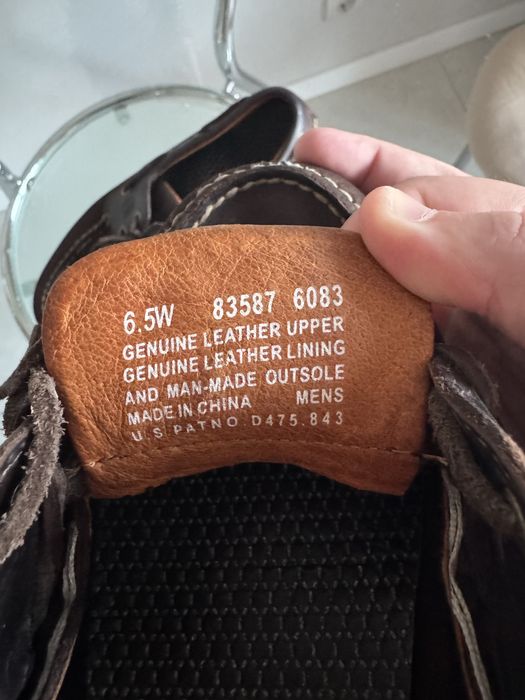 6.5W 83587 6083
GENUINE LEATHER UPPER
GENUINE LEATHER LINING
AND MAN-MADE OUTSOLE
MADE IN CHINA MENS
U.S. PAT NO D475.843